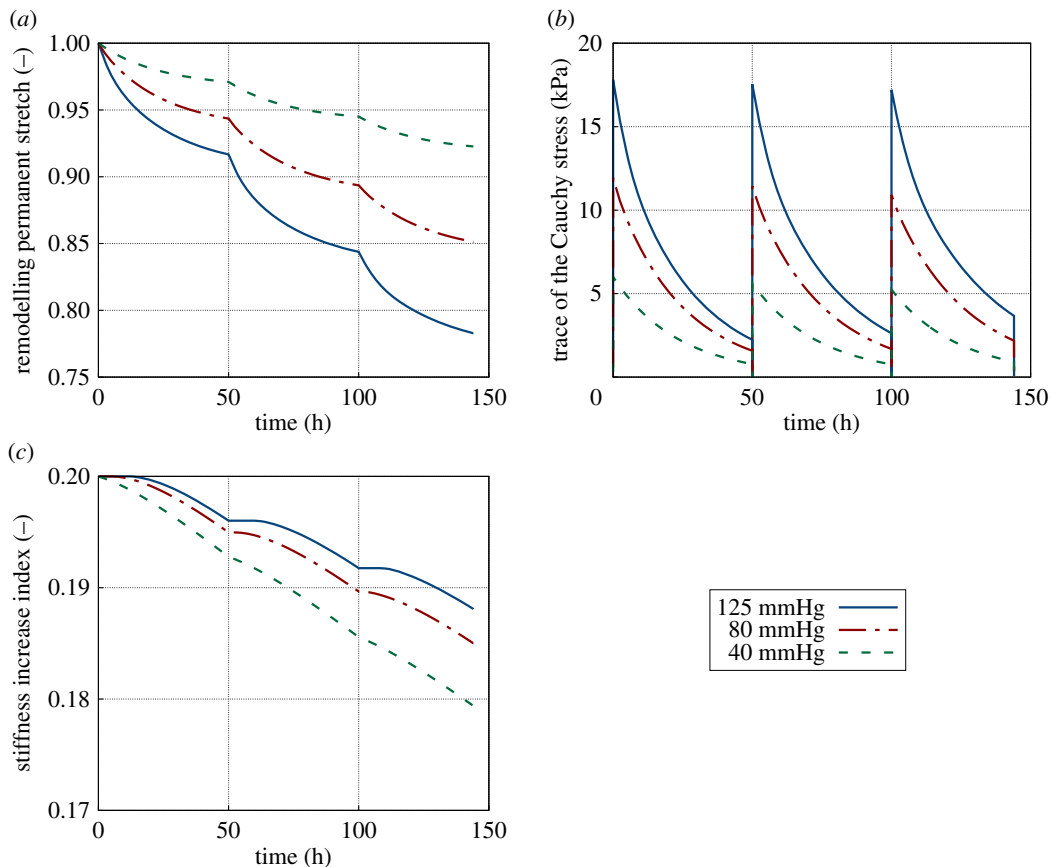 (a)
1.00
0.95
0.90
0.85
0.80
0.75
remodelling permanent stretch (–)
0
50
100
150
time (h)
(b)
20
15
10
5
trace of the Cauchy stress (kPa)
0
50
100
150
time (h)
(c)
0.20
0.19
0.18
0.17
stiffness increase index (–)
0
50
100
150
time (h)
125 mmHg
80 mmHg
40 mmHg